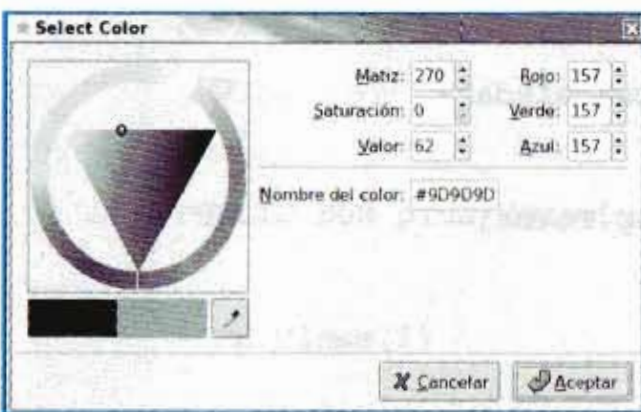 Select Color
Matiz: 270 Rojo: 157
Saturación: 0 Verde: 157
Valor: 62 Azul: 157
Nombre del color: #9D9D9D
Cancelar Aceptar